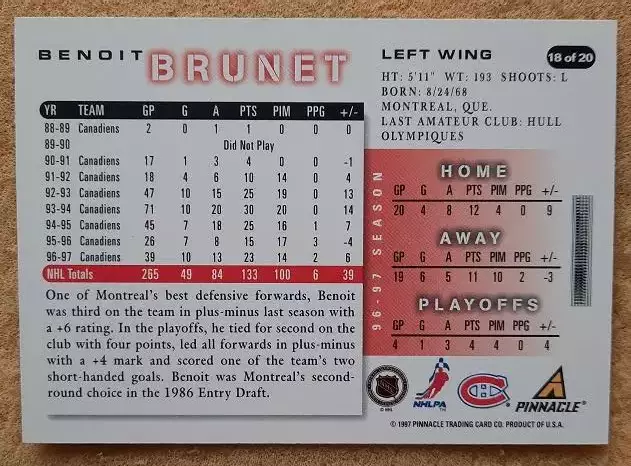 BENOIT BRUNET
YR TEAM GP G A PTS PIM PPG +/-
88-89 Canadiens 2 0 1 1 0 0 0
89-90 Did Not Play
90-91 Canadiens 17 1 3 4 0 0 -1
91-92 Canadiens 18 4 6 10 14 0 4
92-93 Canadiens 47 10 15 25 19 0 13
93-94 Canadiens 71 10 20 30 20 0 14
94-95 Canadiens 45 7 18 25 16 1 7
95-96 Canadiens 26 7 8 15 17 3 -4
96-97 Canadiens 39 10 13 23 14 2 6
NHL Totals 265 49 84 133 100 6 39
One of Montreal's best defensive forwards, Benoit
was third on the team in plus-minus last season with
a +6 rating. In the playoffs, he tied for second on the
club with four points, led all forwards in plus-minus
with a +4 mark and scored one of the team's two
short-handed goals. Benoit was Montreal's second-
round choice in the 1986 Entry Draft.
LEFT WING
18 of 20
HT: 5'11" WT: 193 SHOOTS: L
BORN: 8/24/68
MONTREAL, QUE.
LAST AMATEUR CLUB: HULL
OLYMPIQUES
96-97 SEASON
HOME
GP G A PTS PIM PPG +/-
20 4 8 12 4 0 9
AWAY
GP G A PTS PIM PPG +/-
19 6 5 11 10 2 -3
PLAYOFFS
GP G A PTS PIM PPG +/-
4 1 3 4 4 0 4
NHL
© NHL
NHLPA
PINNACLE
© 1997 PINNACLE TRADING CARD CO. PRODUCT OF U.S.A.